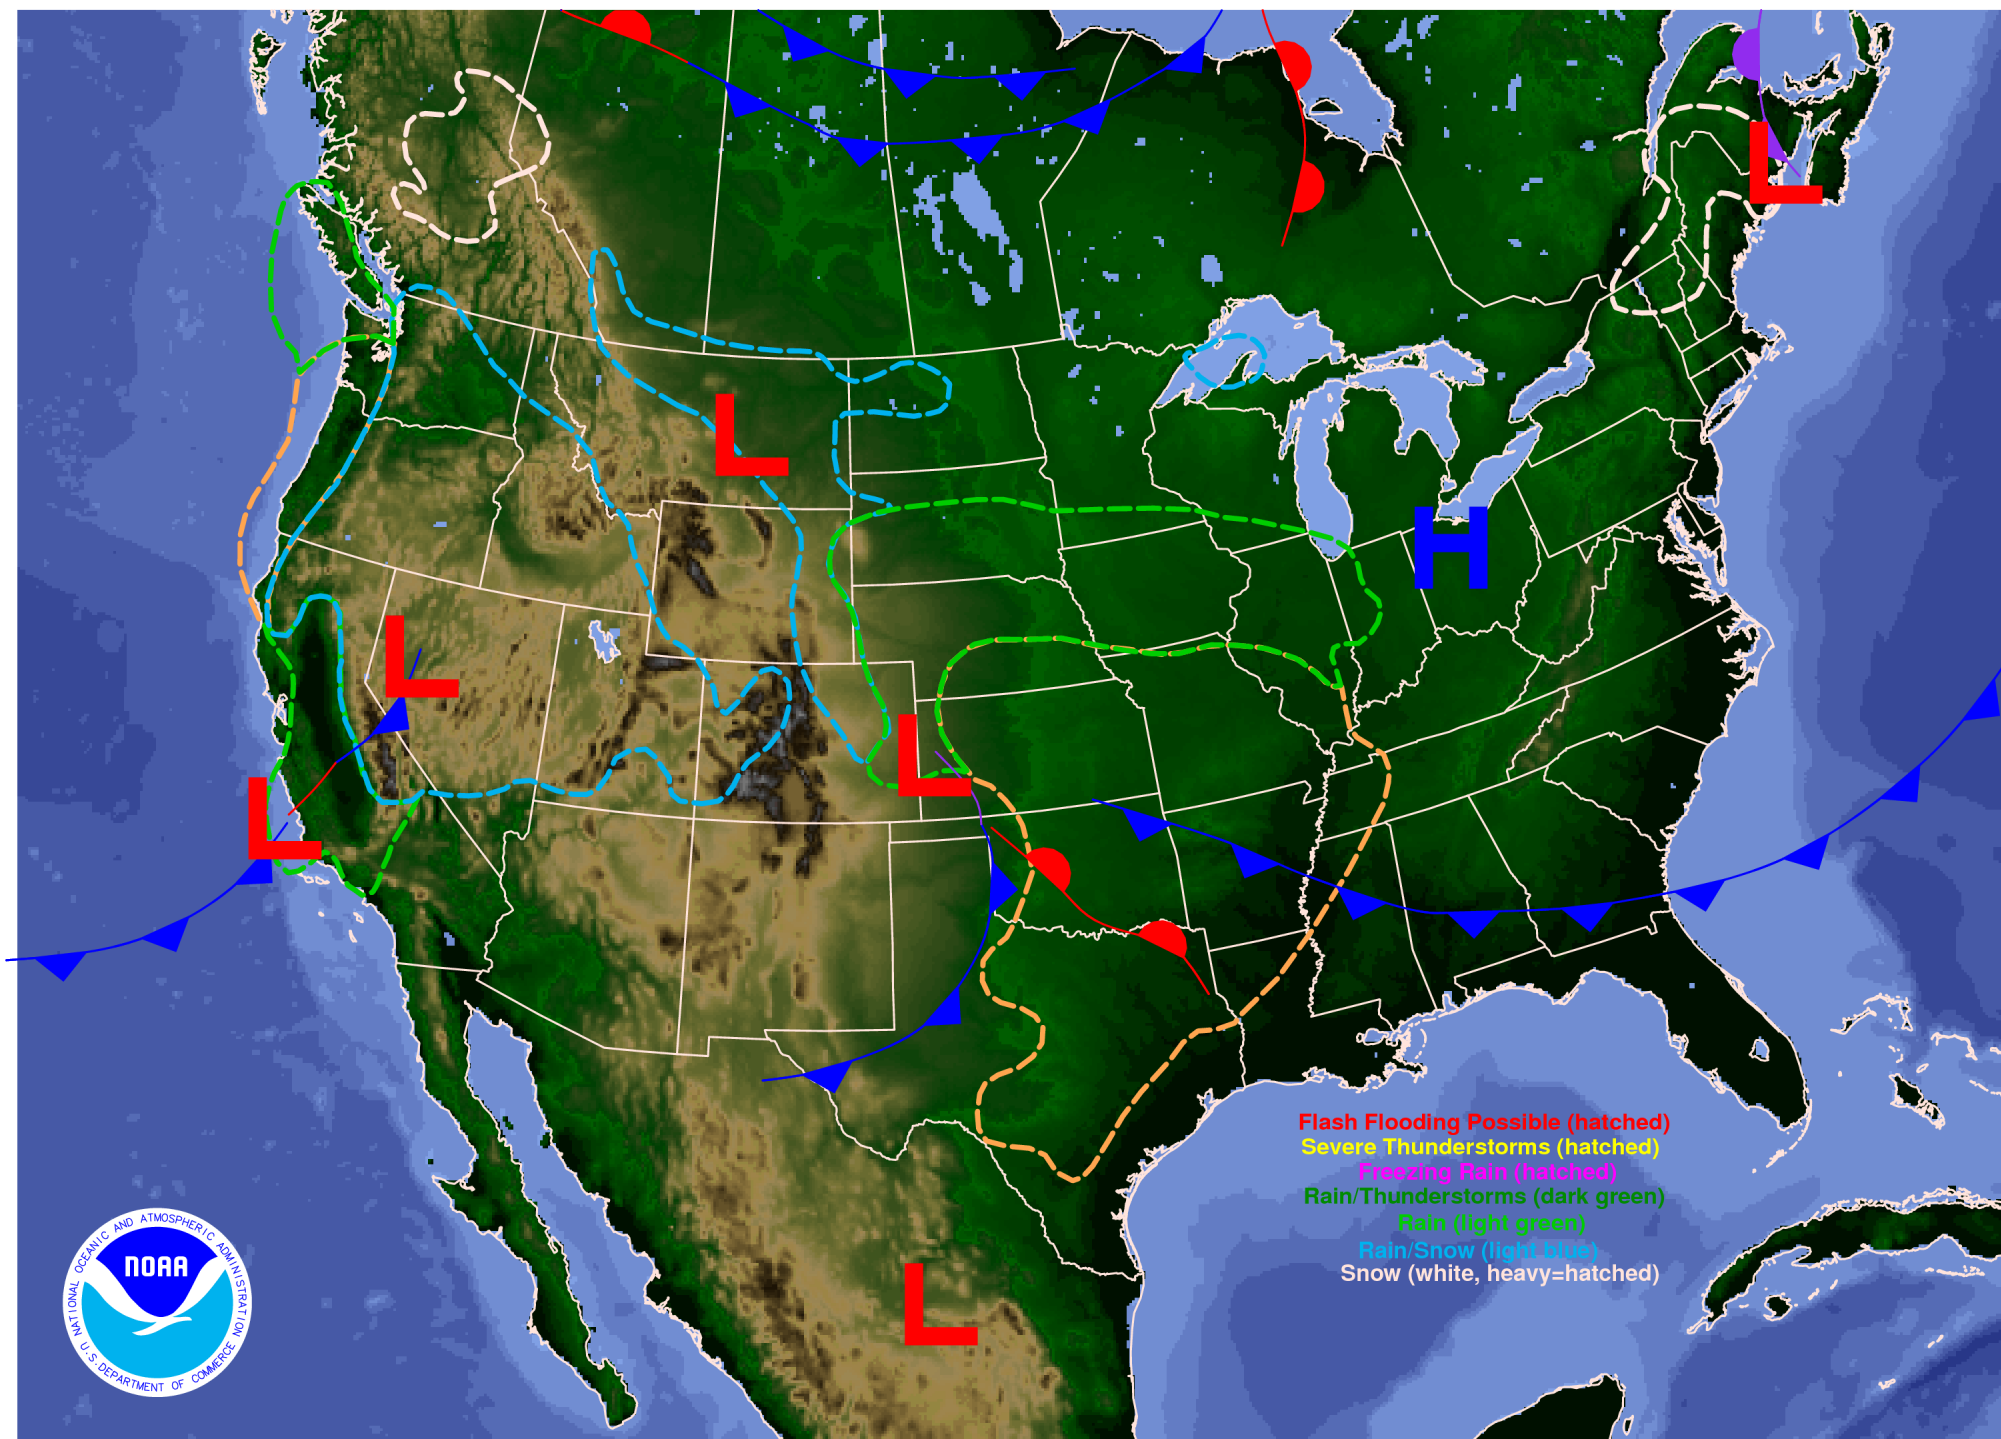 L
L
H
L
L
L
L
Flash Flooding Possible (hatched)
Severe Thunderstorms (hatched)
Freezing Rain (hatched)
Rain/Thunderstorms (dark green)
Rain (light green)
Rain/Snow (light blue)
Snow (white, heavy=hatched)
NATIONAL OCEANIC AND ATMOSPHERIC ADMINISTRATION
NOAA
U.S. DEPARTMENT OF COMMERCE
L